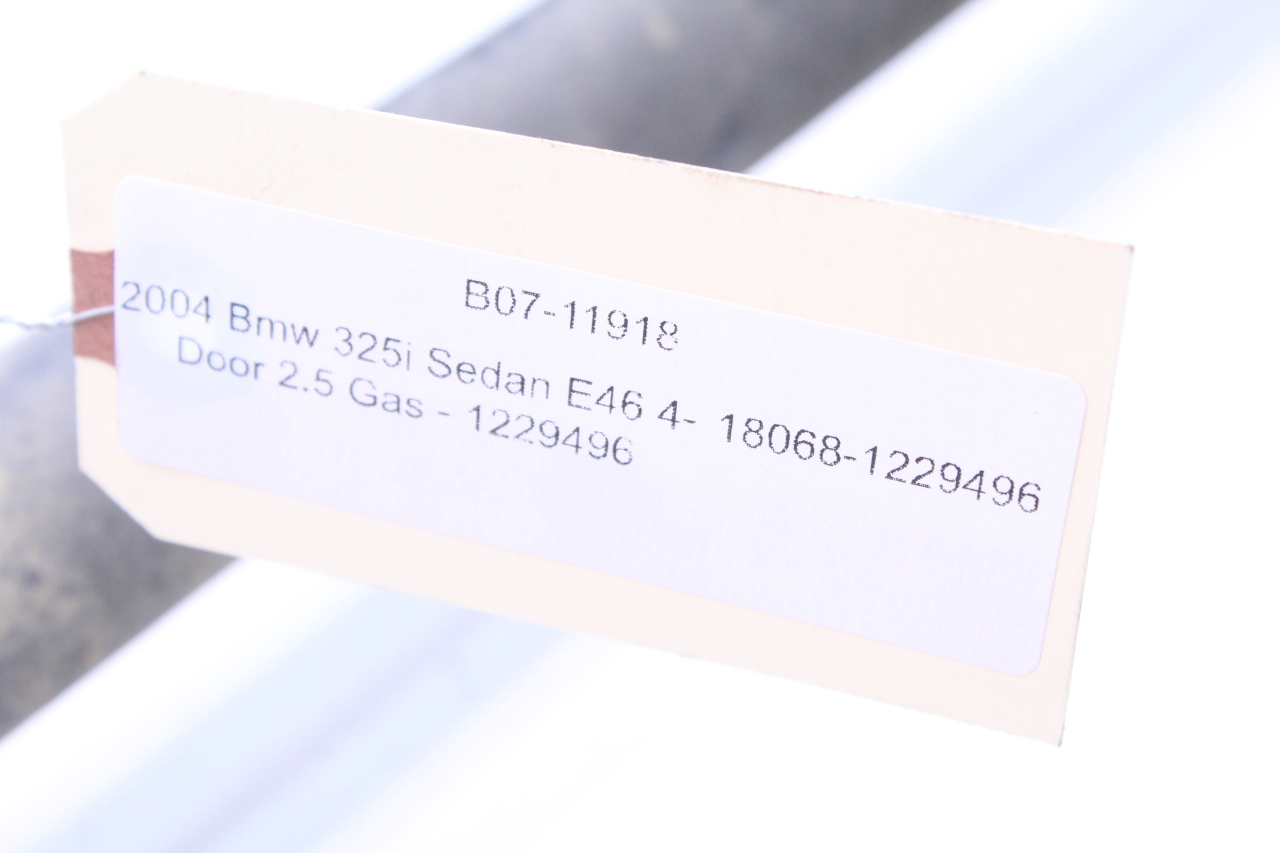 B07-11918
2004 Bmw 325i Sedan E46 4- 18068-1229496
Door 2.5 Gas - 1229496